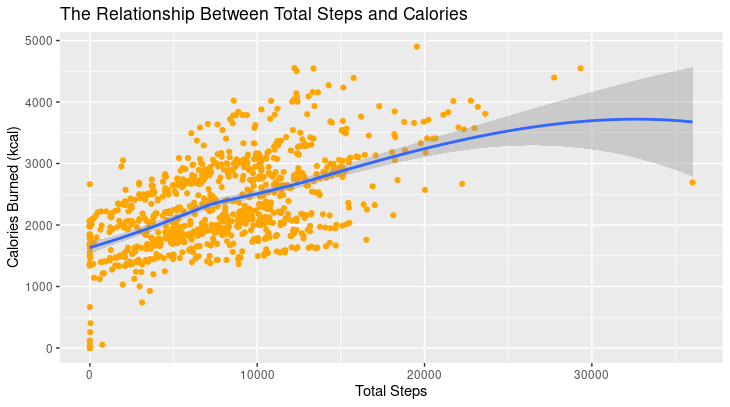 The Relationship Between Total Steps and Calories
5000
4000
3000
2000
1000
0
Calories Burned (kcal)
0 10000 20000 30000
Total Steps